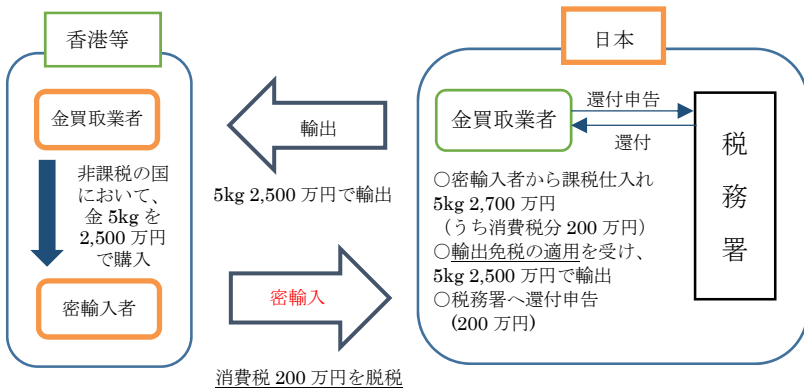 香港等
金買取業者
非課税の国
において、
金 5kg を
2,500 万円
で購入
密輸入者
輸出
5kg 2,500 万円で輸出
密輸入
消費税 200 万円を脱税
日本
金買取業者
還付申告
還付
税務署
○密輸入者から課税仕入れ
5kg 2,700 万円
（うち消費税分 200 万円）
○輸出免税の適用を受け、
5kg 2,500 万円で輸出
○税務署へ還付申告
(200 万円)